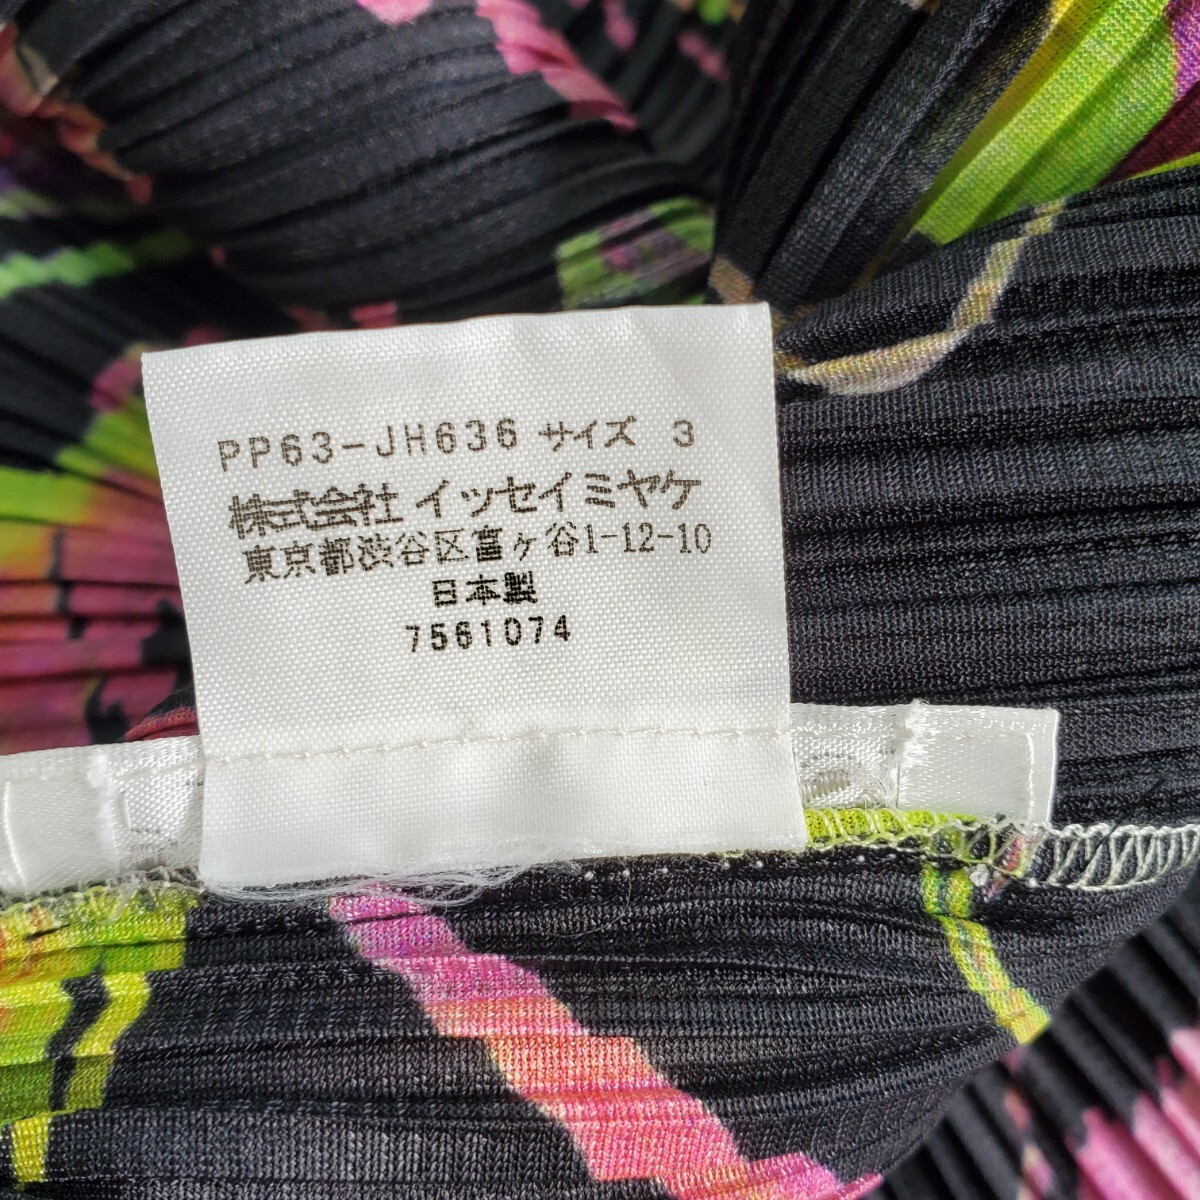 PP63-JH636 サイズ 3
株式会社 イッセイミヤケ
東京都渋谷区富ヶ谷1-12-10
日本製
7561074